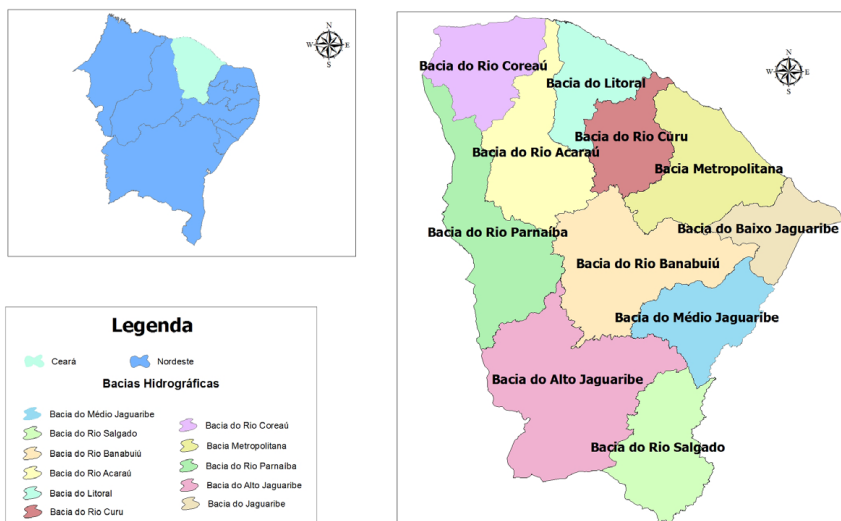 N
W E
S
N
W E
S
Bacia do Rio Coreaú
Bacia do Litoral
Bacia do Rio Curu
Bacia do Rio Acaraú
Bacia Metropolitana
Bacia do Rio Parnaíba
Bacia do Baixo Jaguaribe
Bacia do Rio Banabuiú
Bacia do Médio Jaguaribe
Bacia do Alto Jaguaribe
Bacia do Rio Salgado
Legenda
Ceará
Nordeste
Bacias Hidrográficas
Bacia do Médio Jaguaribe
Bacia do Rio Salgado
Bacia do Rio Banabuiú
Bacia do Rio Acaraú
Bacia do Litoral
Bacia do Rio Curu
Bacia do Rio Coreaú
Bacia Metropolitana
Bacia do Rio Parnaíba
Bacia do Alto Jaguaribe
Bacia do Jaguaribe